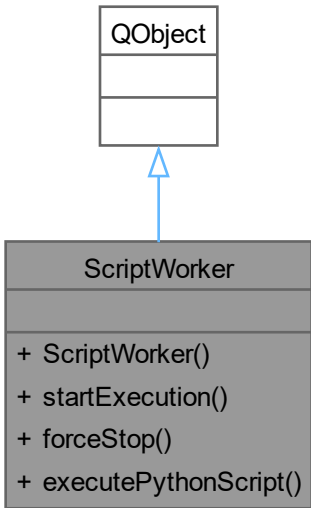 QObject
ScriptWorker
+ ScriptWorker()
+ startExecution()
+ forceStop()
+ executePythonScript()